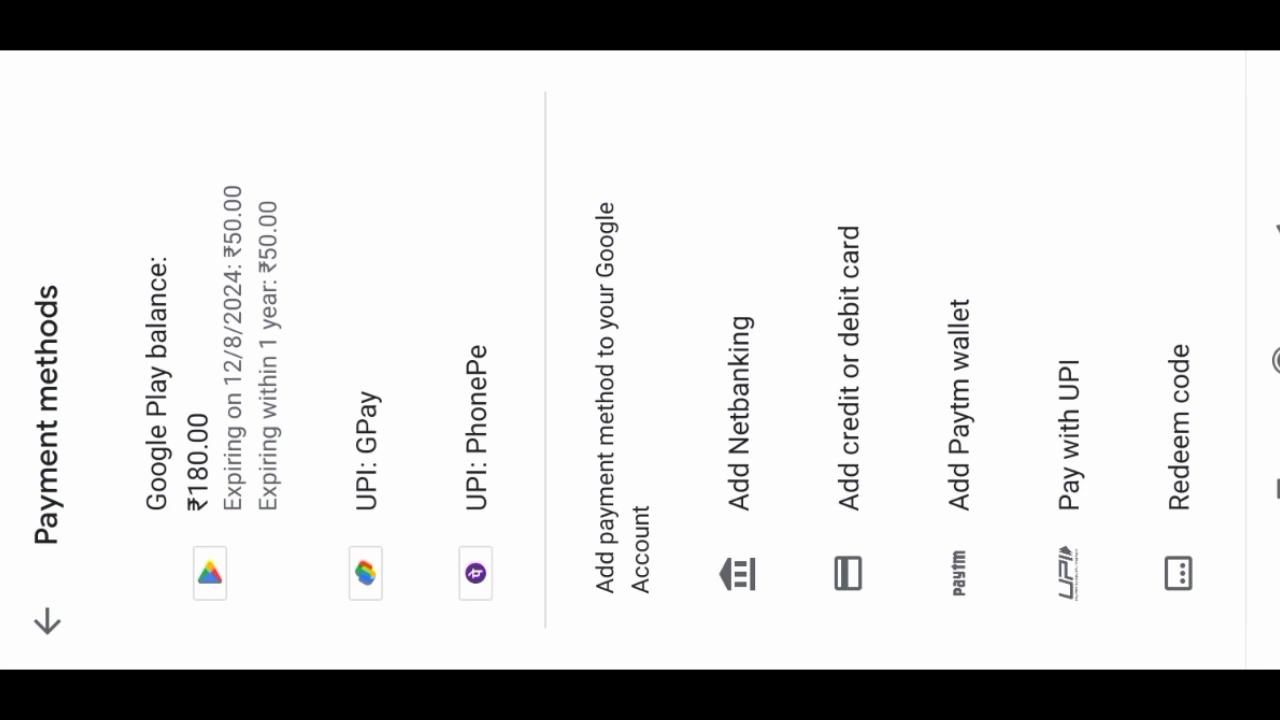 Payment methods
Google Play balance:
₹180.00
Expiring on 12/8/2024: ₹50.00
Expiring within 1 year: ₹50.00
UPI: GPay
UPI: PhonePe
Add payment method to your Google
Account
Add Netbanking
Add credit or debit card
paytm Add Paytm wallet
UPI Pay with UPI
Redeem code